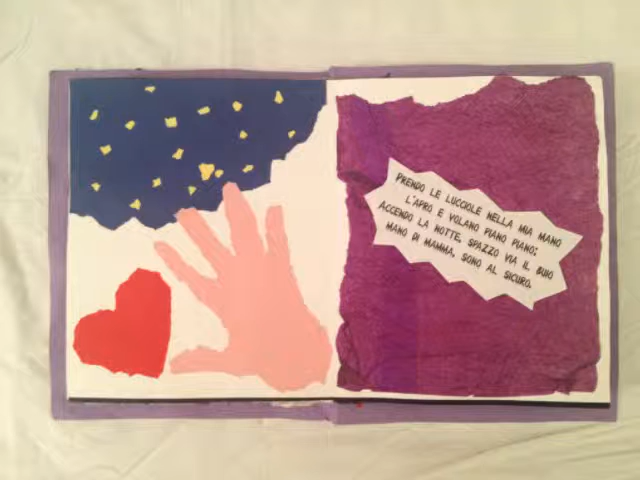 PRENDO LE LUCCIOLE NELLA MIA MANO
L'APRO E VOLANO PIANO PIANO;
ACCENDO LA NOTTE, SPAZZO VIA IL BUIO
MANO DI MAMMA, SONO AL SICURO.